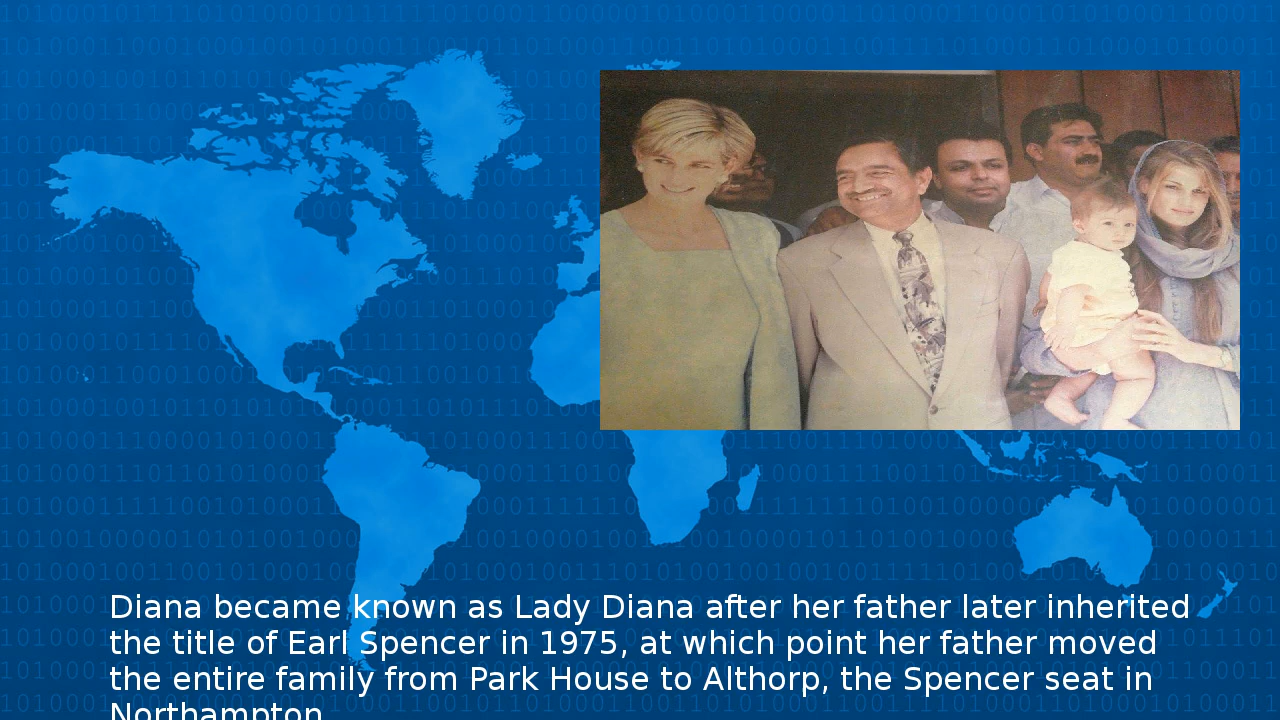 Diana became known as Lady Diana after her father later inherited
the title of Earl Spencer in 1975, at which point her father moved
the entire family from Park House to Althorp, the Spencer seat in
Northampton